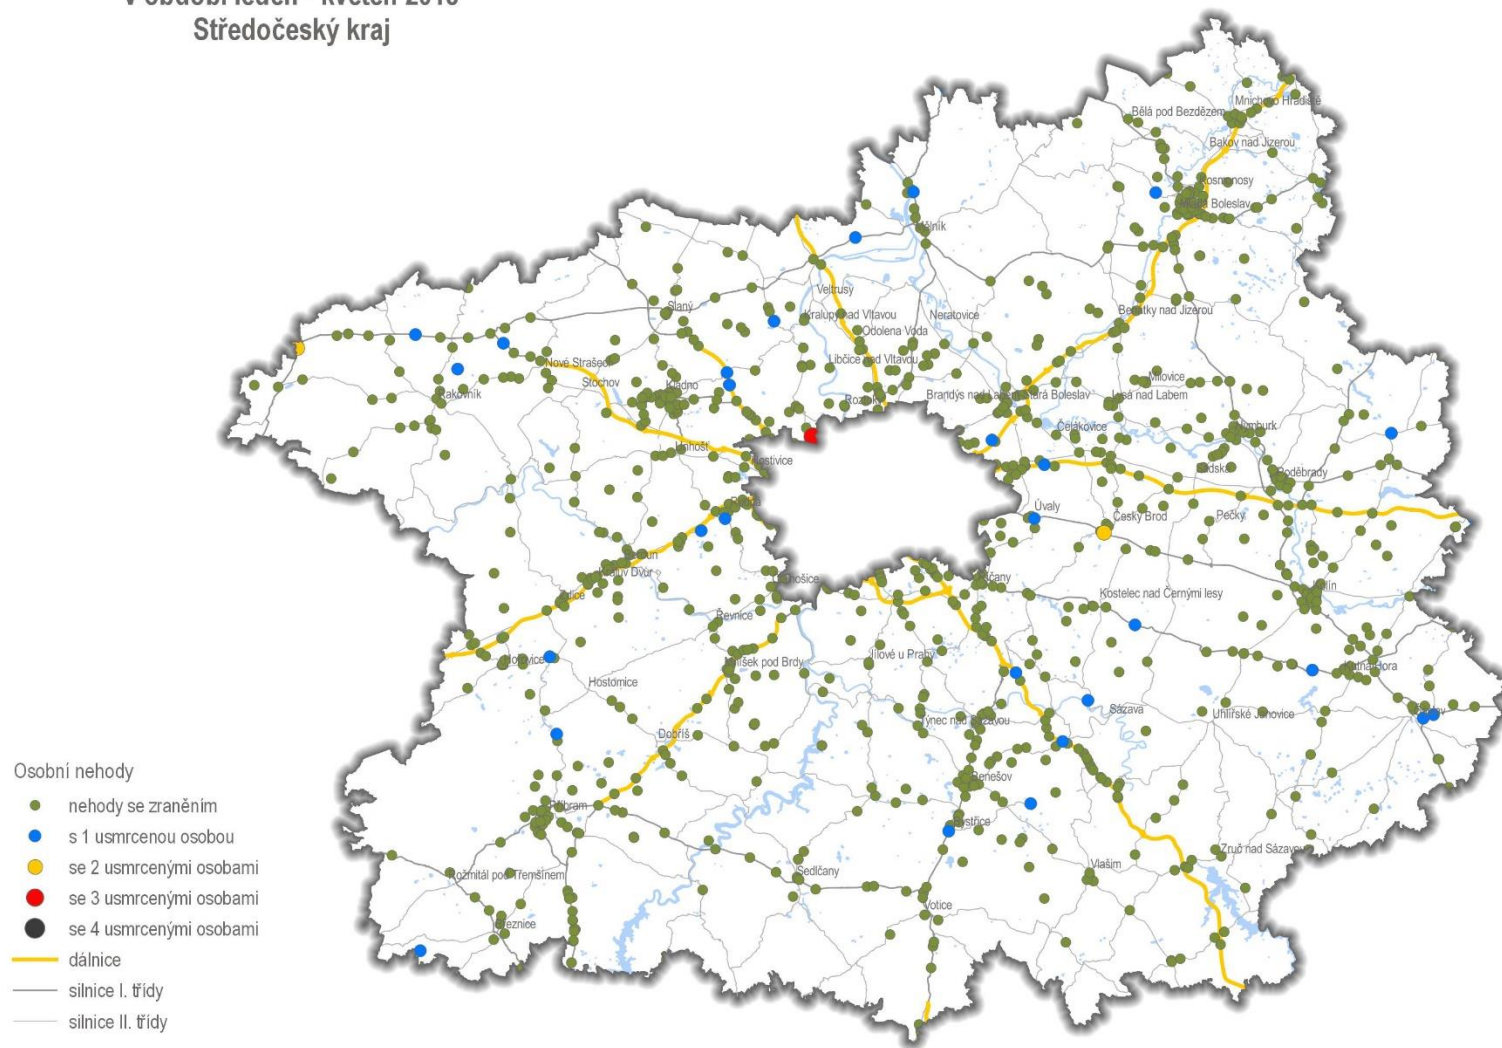 Středočeský kraj
Mnichovo Hradiště
Bělá pod Bezdězem
Bakov nad Jizerou
Kosmonosy
Mladá Boleslav
Mělník
Veltrusy
Slaný
Kralupy nad Vltavou
Neratovice
Benátky nad Jizerou
Odolena Voda
Libčice nad Vltavou
Nové Strašecí
Stochov
Kladno
Milovice
Rakovník
Roztoky
Brandýs nad Labem-Stará Boleslav
Lysá nad Labem
Čelákovice
Nymburk
Unhošť
Hostivice
Sadská
Poděbrady
Rudná
Úvaly
Český Brod
Pečky
Beroun
Králův Dvůr
Černošice
Říčany
Kolín
Zdice
Kostelec nad Černými lesy
Řevnice
Hořovice
Mníšek pod Brdy
Jílové u Prahy
Kutná Hora
Hostomice
Sázava
Uhlířské Janovice
Čáslav
Týnec nad Sázavou
Dobříš
Osobní nehody
Benešov
nehody se zraněním
Příbram
s 1 usmrcenou osobou
Bystřice
se 2 usmrcenými osobami
Zruč nad Sázavou
Vlašim
Rožmitál pod Třemšínem
Sedlčany
se 3 usmrcenými osobami
Votice
se 4 usmrcenými osobami
Březnice
dálnice
silnice I. třídy
silnice II. třídy